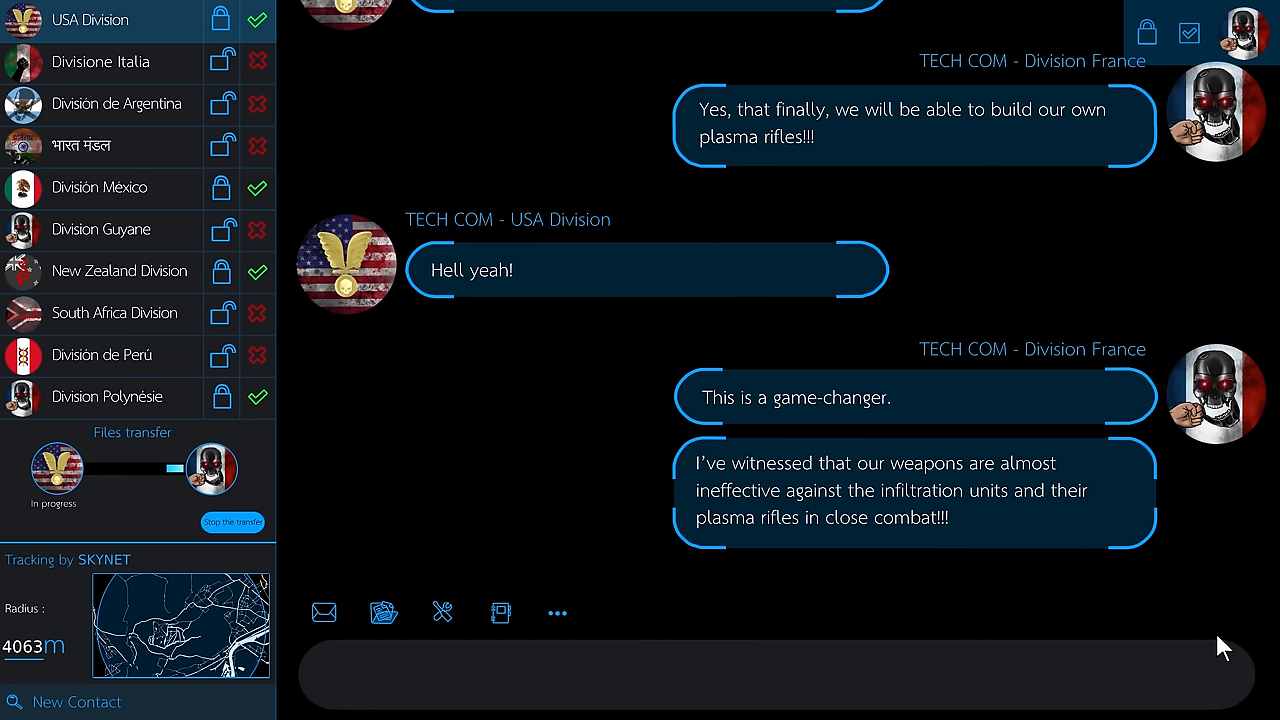 USA Division
Divisione Italia
División de Argentina
भारत मंडल
División México
Division Guyane
New Zealand Division
South Africa Division
División de Perú
Division Polynésie
Files transfer
In progress
Stop the transfer
Tracking by SKYNET
Radius :
4063m
New Contact
TECH COM - Division France
Yes, that finally, we will be able to build our own
plasma rifles!!!
TECH COM - USA Division
Hell yeah!
TECH COM - Division France
This is a game-changer.
I've witnessed that our weapons are almost
ineffective against the infiltration units and their
plasma rifles in close combat!!!